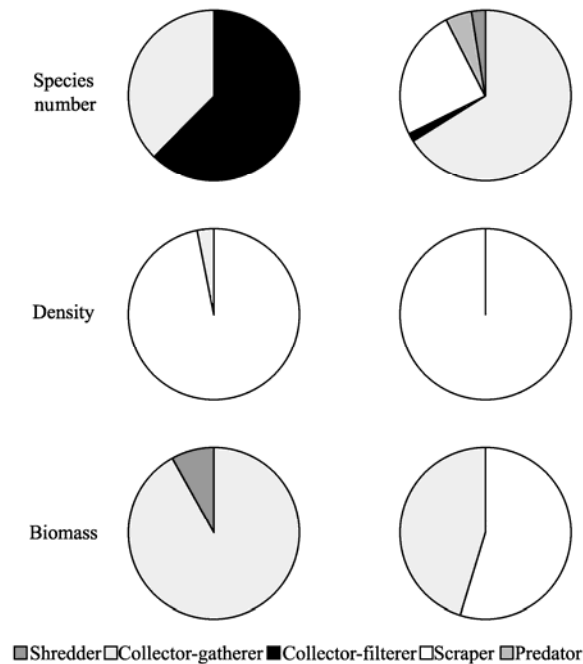 Species
number
Density
Biomass
Shredder Collector-gatherer Collector-filterer Scraper Predator